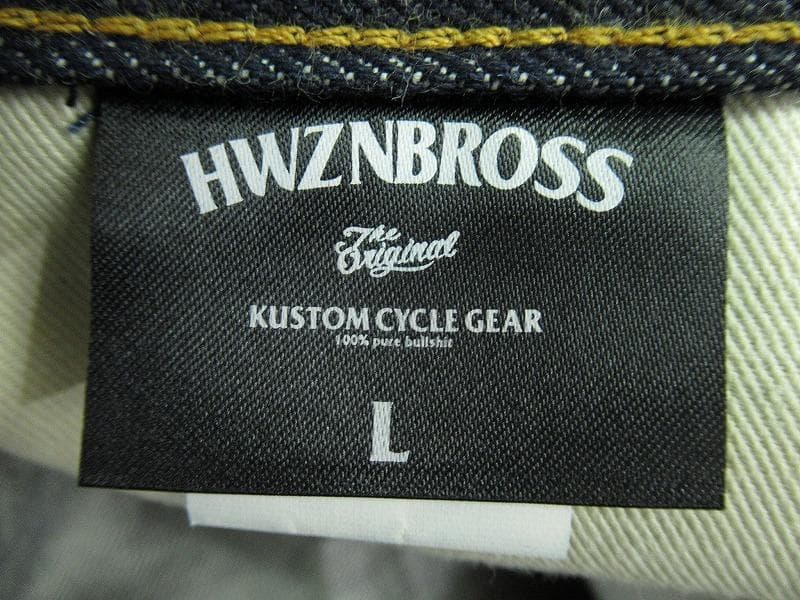 HWZNBROSS
The
Original
KUSTOM CYCLE GEAR
100% pure bullshit
L